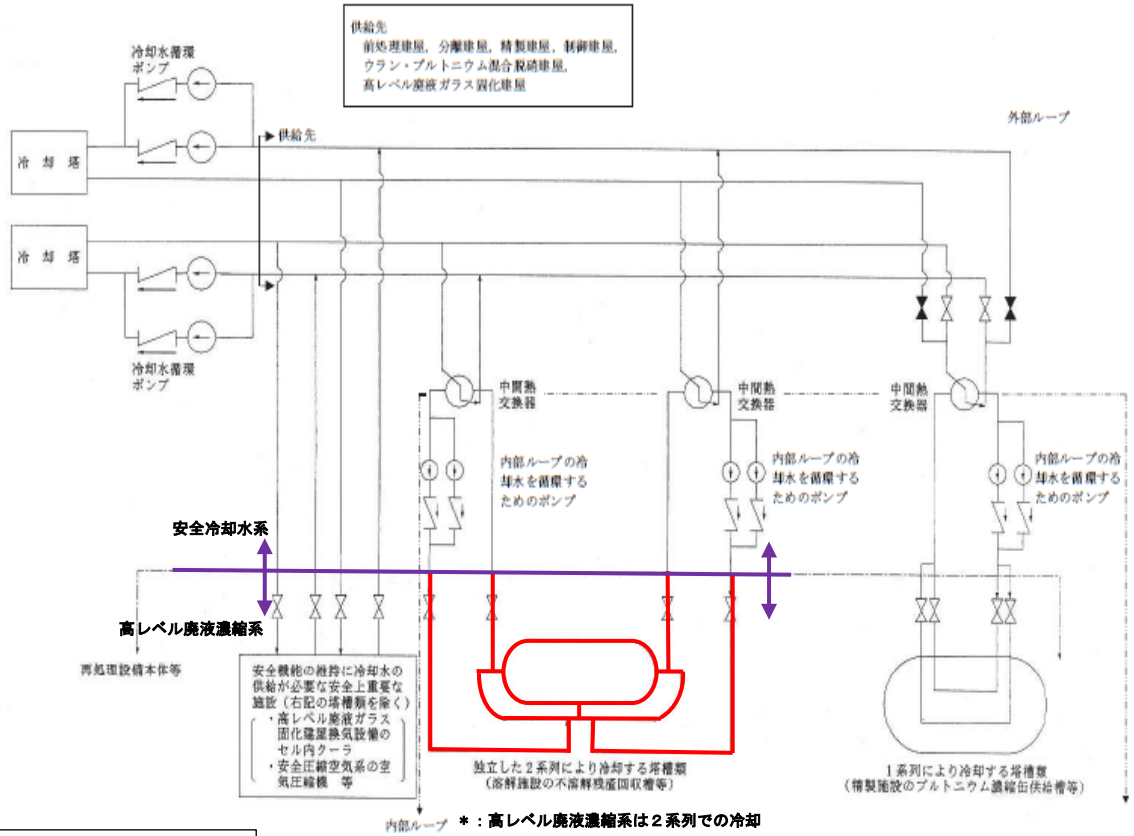 供給先
前処理建屋，分離建屋，精製建屋，制御建屋，
ウラン・プルトニウム混合脱硝建屋，
高レベル廃液ガラス固化建屋
冷却水循環
ポンプ
外部ループ
供給先
冷却塔
冷却塔
冷却水循環
ポンプ
中間熱
交換器
中間熱
交換器
中間熱
交換器
内部ループの冷
却水を循環する
ためのポンプ
内部ループの冷
却水を循環する
ためのポンプ
内部ループの冷
却水を循環する
ためのポンプ
安全冷却水系
高レベル廃液濃縮系
再処理設備本体等
安全機能の維持に冷却水の
供給が必要な安全上重要な
施設（右記の塔槽類を除く）
・高レベル廃液ガラス
固化建屋換気設備の
セル内クーラ
・安全圧縮空気系の空
気圧縮機 等
独立した２系列により冷却する塔槽類
（溶解施設の不溶解残渣回収槽等）
１系列により冷却する塔槽類
（精製施設のプルトニウム濃縮缶供給槽等）
内部ループ
＊：高レベル廃液濃縮系は２系列での冷却